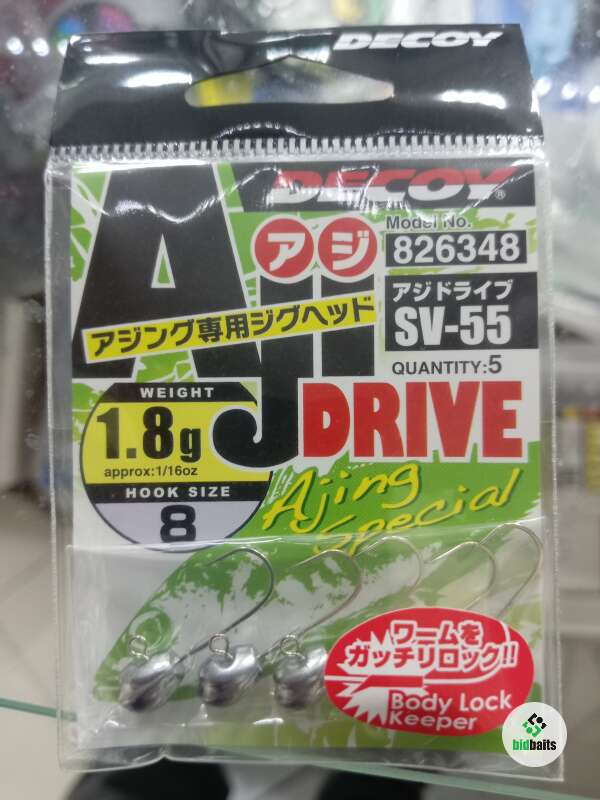 DECOY
DECOY®
Model No.
826348
アジドライブ
SV-55
QUANTITY:5
Aji
アジ
アジング専用ジグヘッド
DRIVE
WEIGHT
1.8g
approx:1/16oz
HOOK SIZE
8
Ajing
Special
ワームを
ガッチリロック!!
Body Lock
Keeper
bidbaits